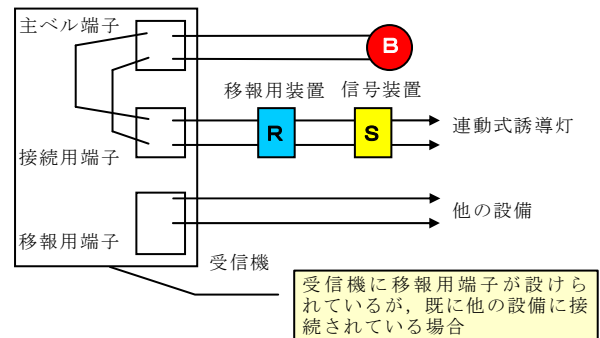 主ベル端子
B
移報用装置
信号装置
R
S
連動式誘導灯
接続用端子
他の設備
移報用端子
受信機
受信機に移報用端子が設けら
れているが，既に他の設備に接
続されている場合